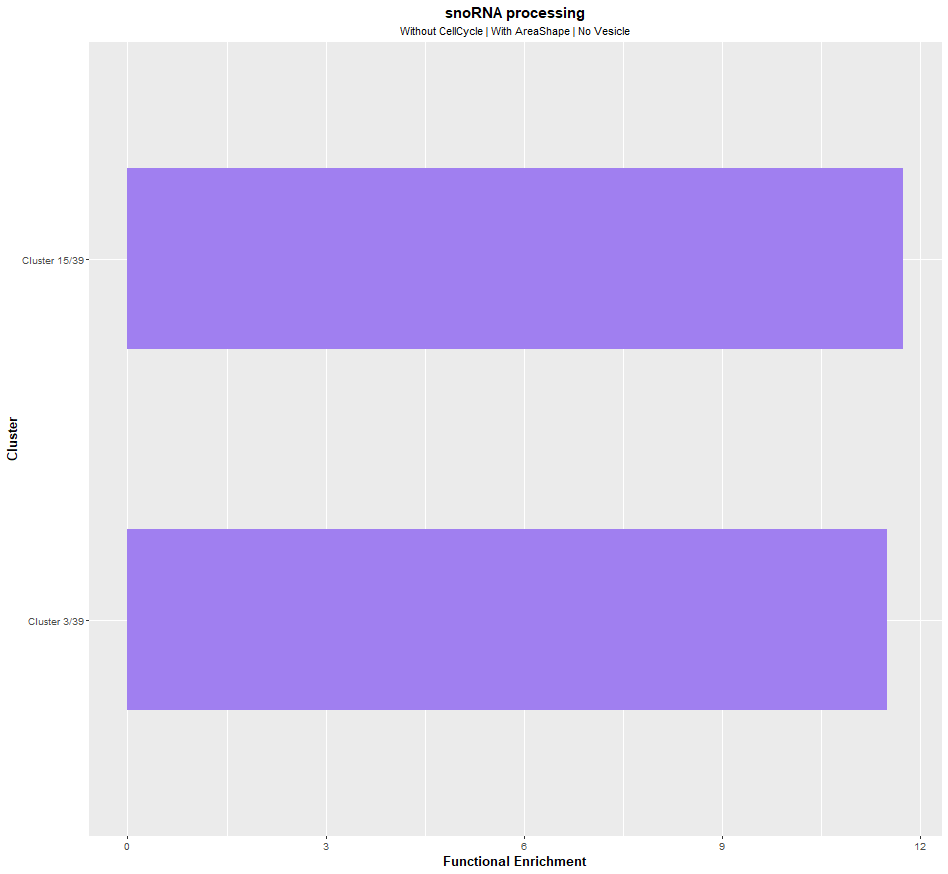 snoRNA processing
Without CellCycle | With AreaShape | No Vesicle
Cluster
Cluster 15/39
Cluster 3/39
0 3 6 9 12
Functional Enrichment